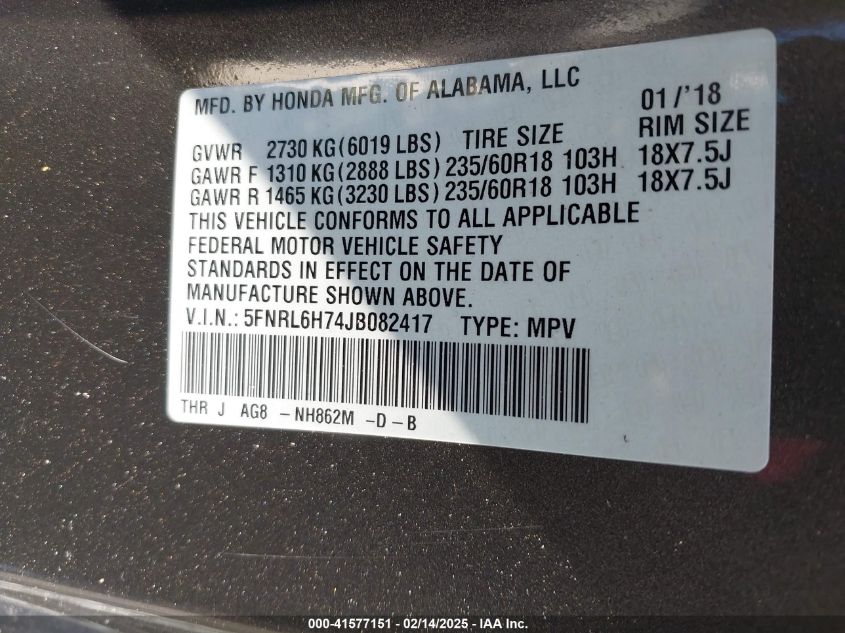 MFD. BY HONDA MFG. OF ALABAMA, LLC 01/'18
GVWR 2730 KG(6019 LBS) TIRE SIZE RIM SIZE
GAWR F 1310 KG(2888 LBS) 235/60R18 103H 18X7.5J
GAWR R 1465 KG(3230 LBS) 235/60R18 103H 18X7.5J
THIS VEHICLE CONFORMS TO ALL APPLICABLE
FEDERAL MOTOR VEHICLE SAFETY
STANDARDS IN EFFECT ON THE DATE OF
MANUFACTURE SHOWN ABOVE.
V.I.N.: 5FNRL6H74JB082417 TYPE: MPV
THR J AG8 -NH862M -D-B
000-41577151 - 02/14/2025 - IAA Inc.